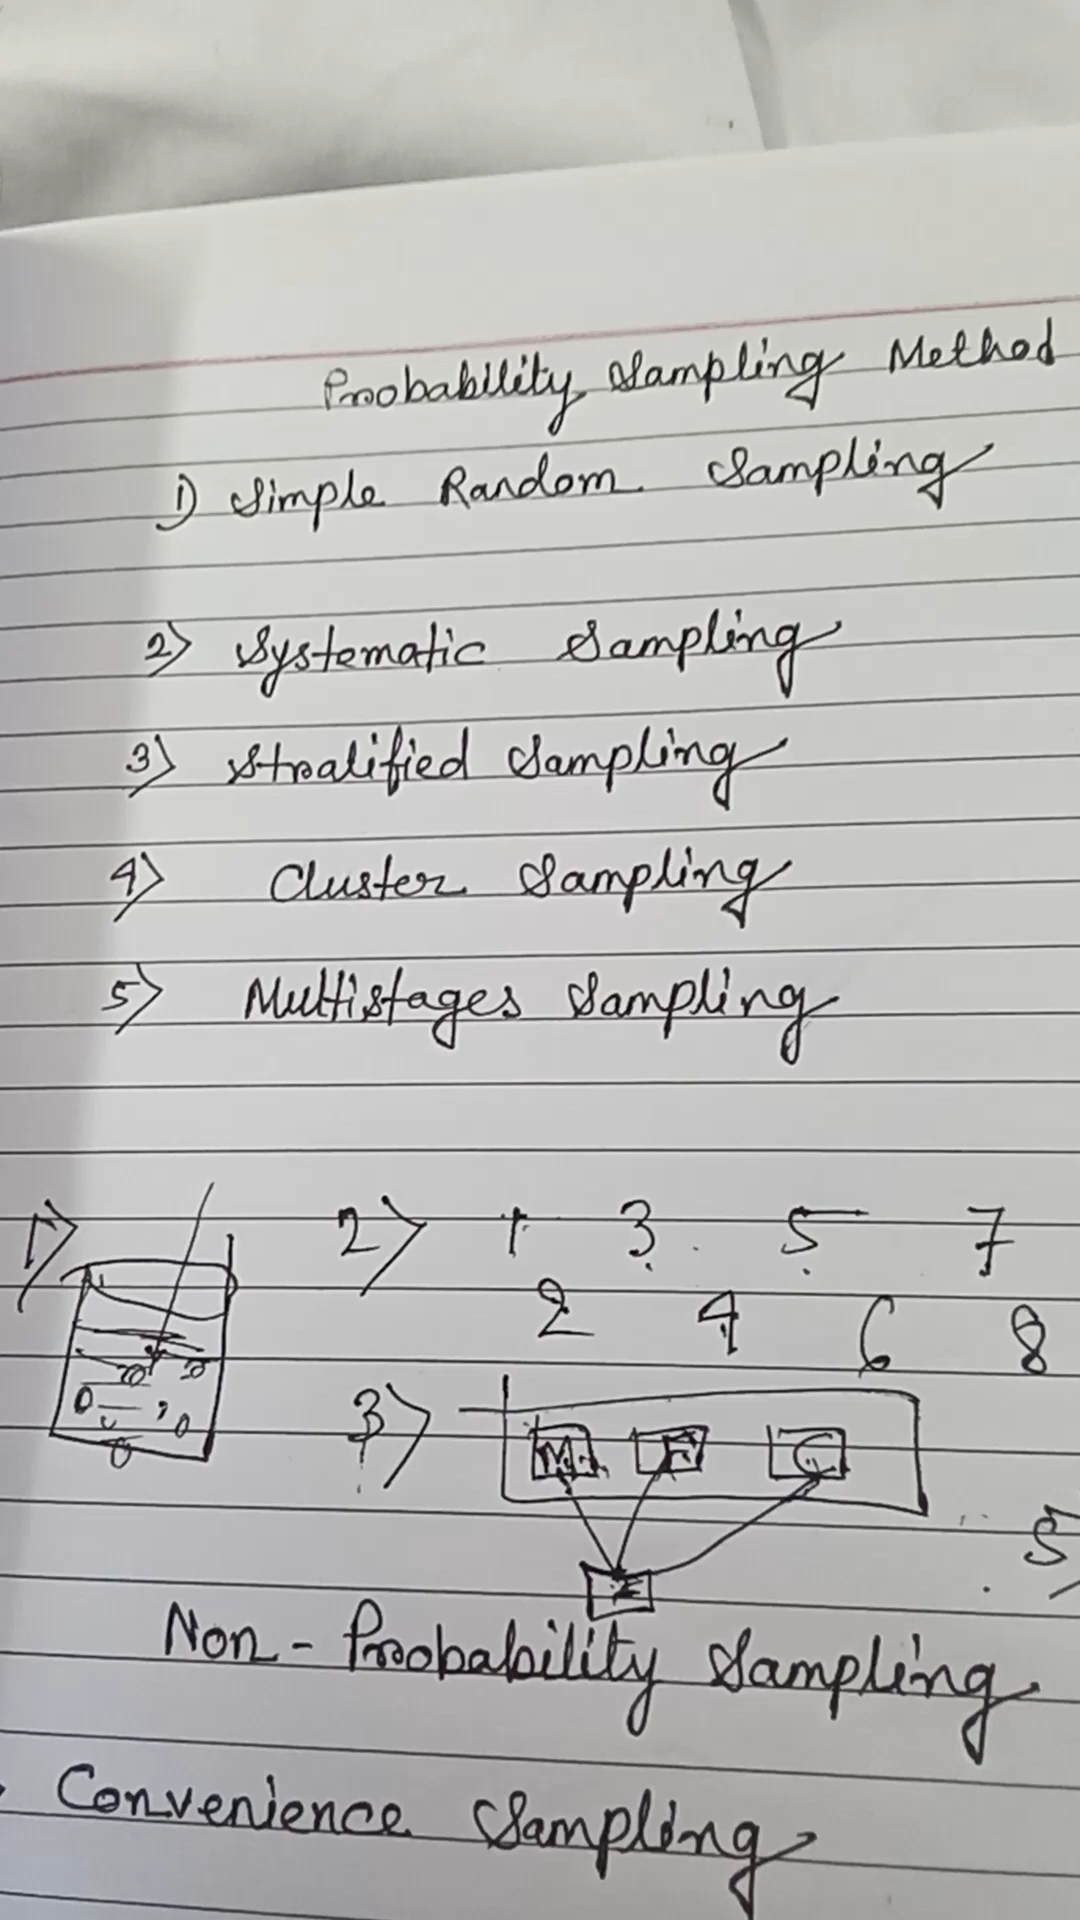 Probability Sampling Method
1) Simple Random Sampling
2) Systematic Sampling
3) Stratified Sampling
4) Cluster Sampling
5) Multistages Sampling
1) 2) 1 3 5 7
2 4 6 8
3) M F C
5)
Non-Probability Sampling
Convenience Sampling